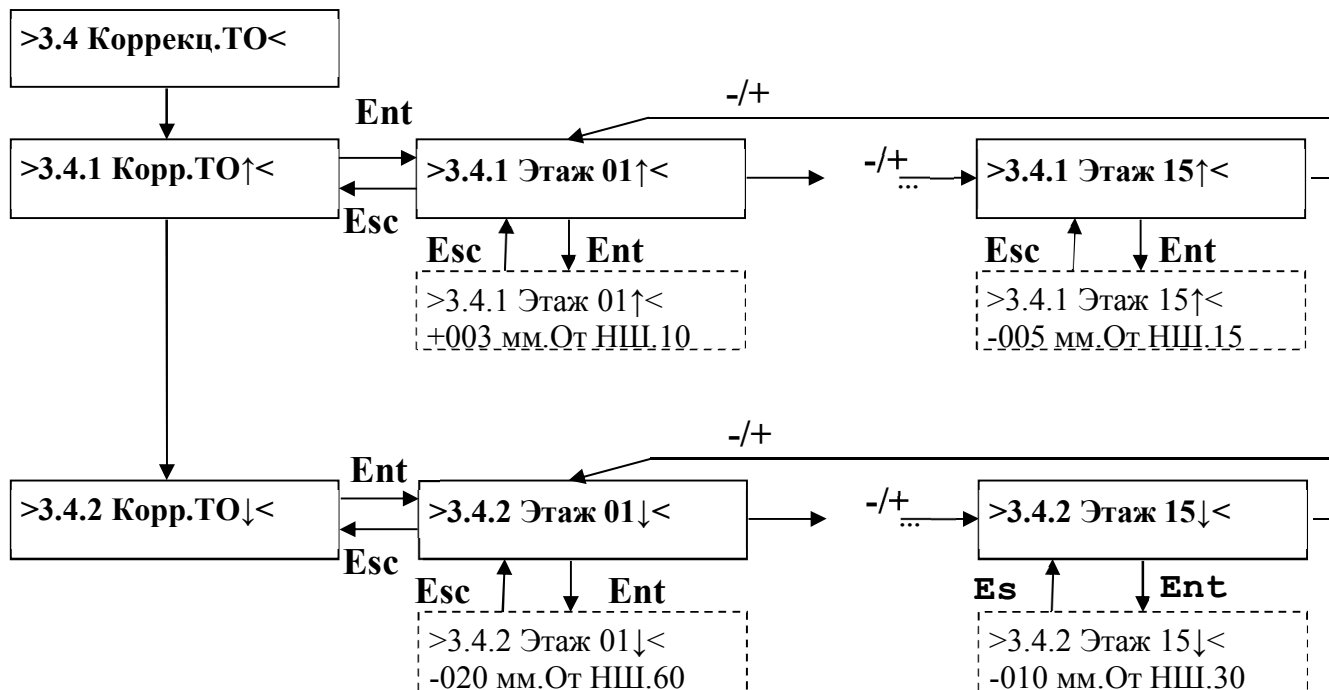 >3.4 Коррекц.ТО<
-/+
Ent
>3.4.1 Корр.ТО↑<
>3.4.1 Этаж 01↑<
-/+
...
>3.4.1 Этаж 15↑<
Esc
Esc
Ent
Esc
Ent
>3.4.1 Этаж 01↑<
+003 мм.От НШ.10
>3.4.1 Этаж 15↑<
-005 мм.От НШ.15
-/+
Ent
>3.4.2 Корр.ТО↓<
>3.4.2 Этаж 01↓<
-/+
...
>3.4.2 Этаж 15↓<
Esc
Esc
Ent
Es
Ent
>3.4.2 Этаж 01↓<
-020 мм.От НШ.60
>3.4.2 Этаж 15↓<
-010 мм.От НШ.30